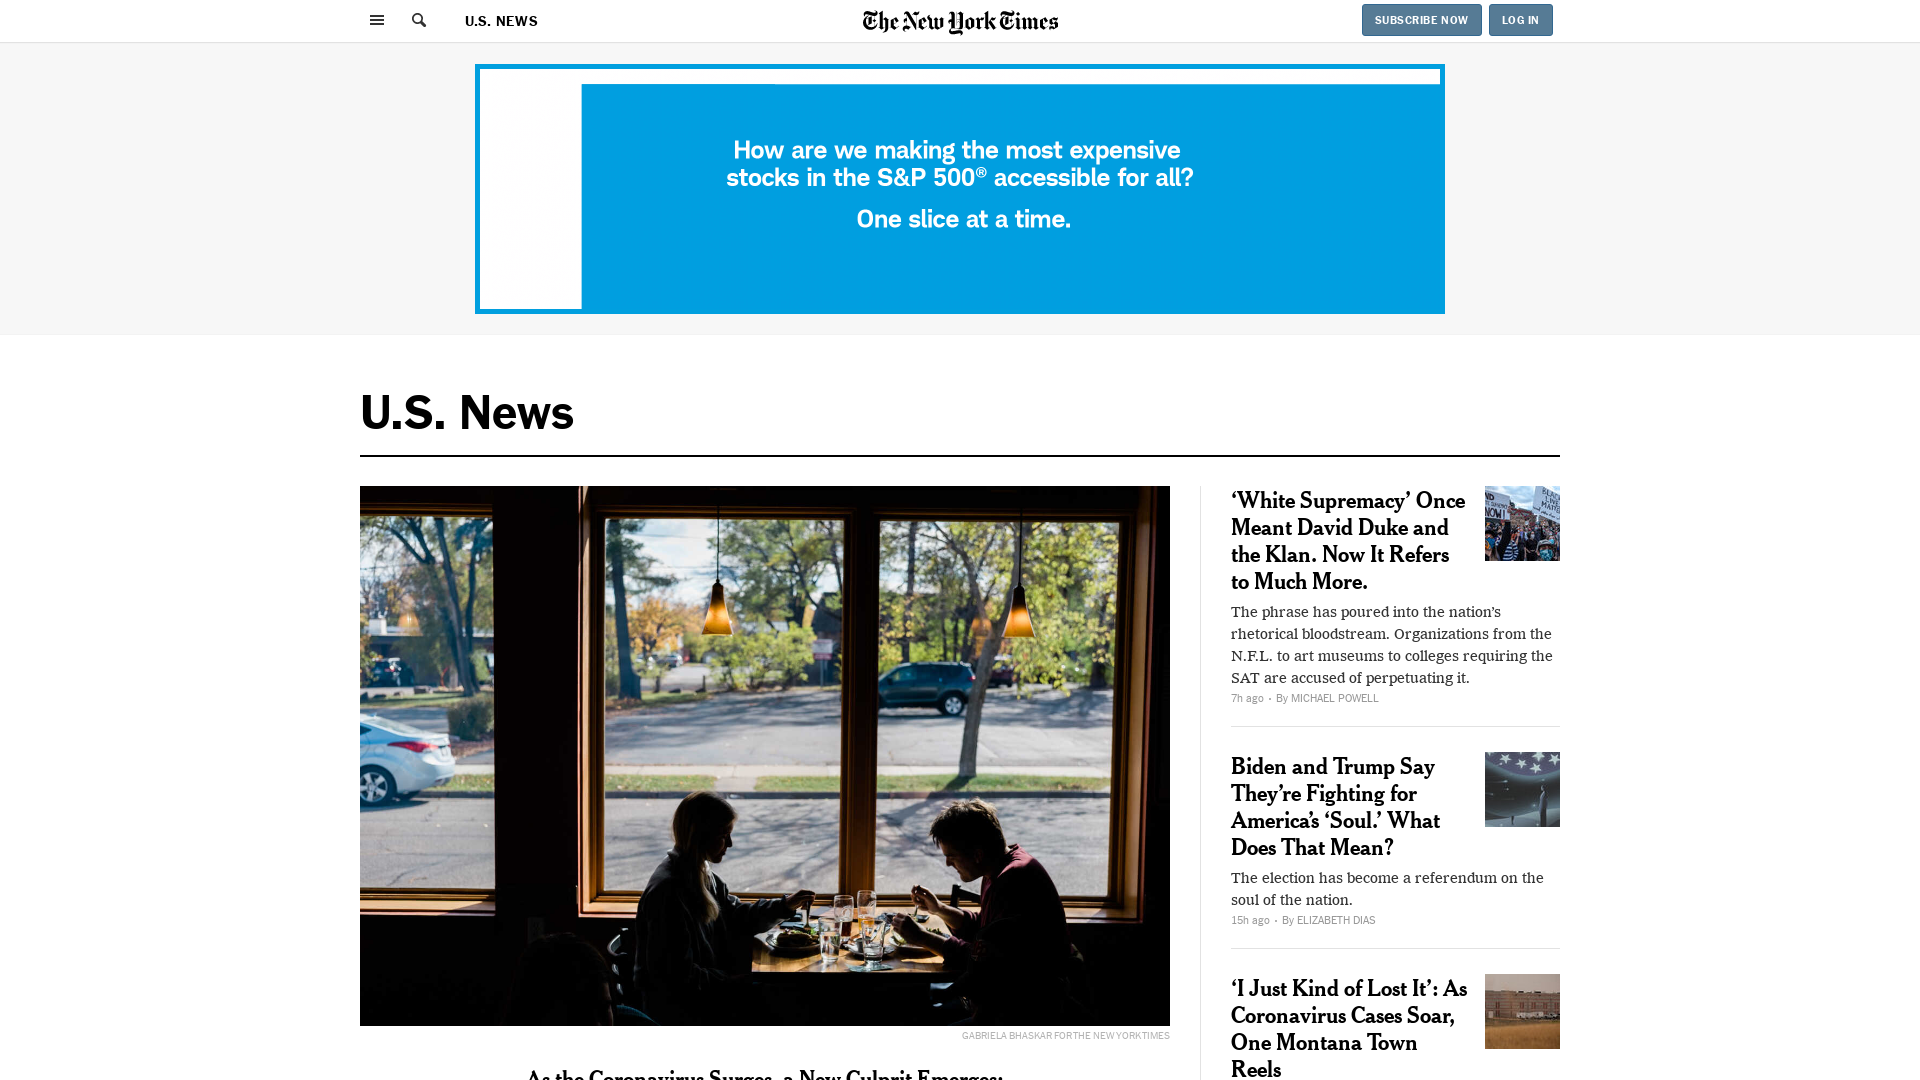 U.S. NEWS
The New York Times
SUBSCRIBE NOW
LOG IN
How are we making the most expensive
stocks in the S&P 500® accessible for all?
One slice at a time.
U.S. News
GABRIELA BHASKAR FOR THE NEW YORK TIMES
As the Coronavirus Surges, a New Culprit Emerges:
‘White Supremacy’ Once
Meant David Duke and
the Klan. Now It Refers
to Much More.
The phrase has poured into the nation’s
rhetorical bloodstream. Organizations from the
N.F.L. to art museums to colleges requiring the
SAT are accused of perpetuating it.
7h ago · By MICHAEL POWELL
Biden and Trump Say
They’re Fighting for
America’s ‘Soul.’ What
Does That Mean?
The election has become a referendum on the
soul of the nation.
15h ago · By ELIZABETH DIAS
‘I Just Kind of Lost It’: As
Coronavirus Cases Soar,
One Montana Town
Reels